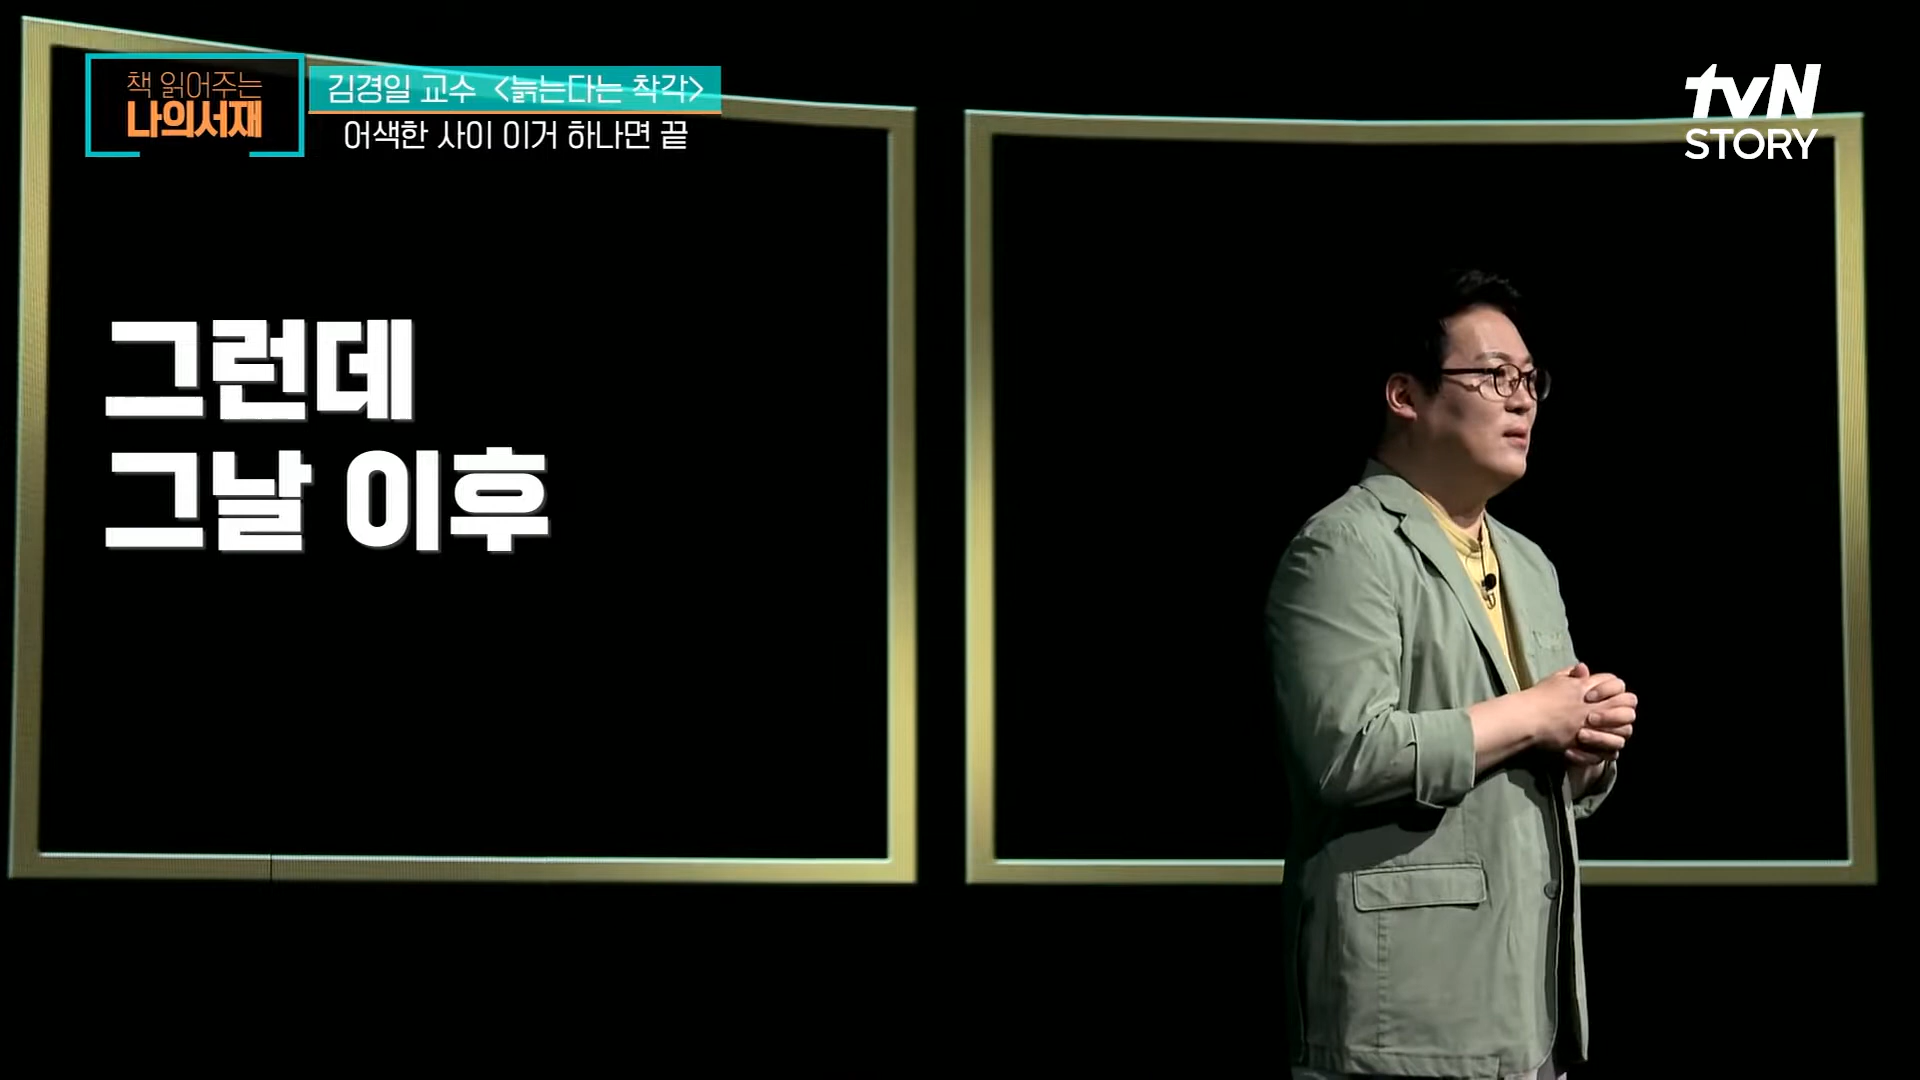 책 읽어주는
나의서재
김경일 교수 <늙는다는 착각>
어색한 사이 이거 하나면 끝
tvN
STORY
그런데
그날 이후